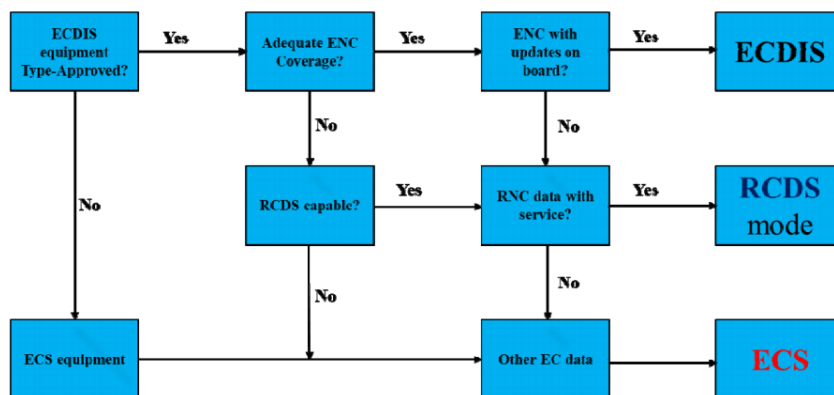 ECDIS
equipment
Type-Approved?
Yes
Adequate ENC
Coverage?
Yes
ENC with
updates on
board?
Yes
ECDIS
No
No
No
RCDS capable?
Yes
RNC data with
service?
Yes
RCDS
mode
No
No
ECS equipment
Other EC data
ECS